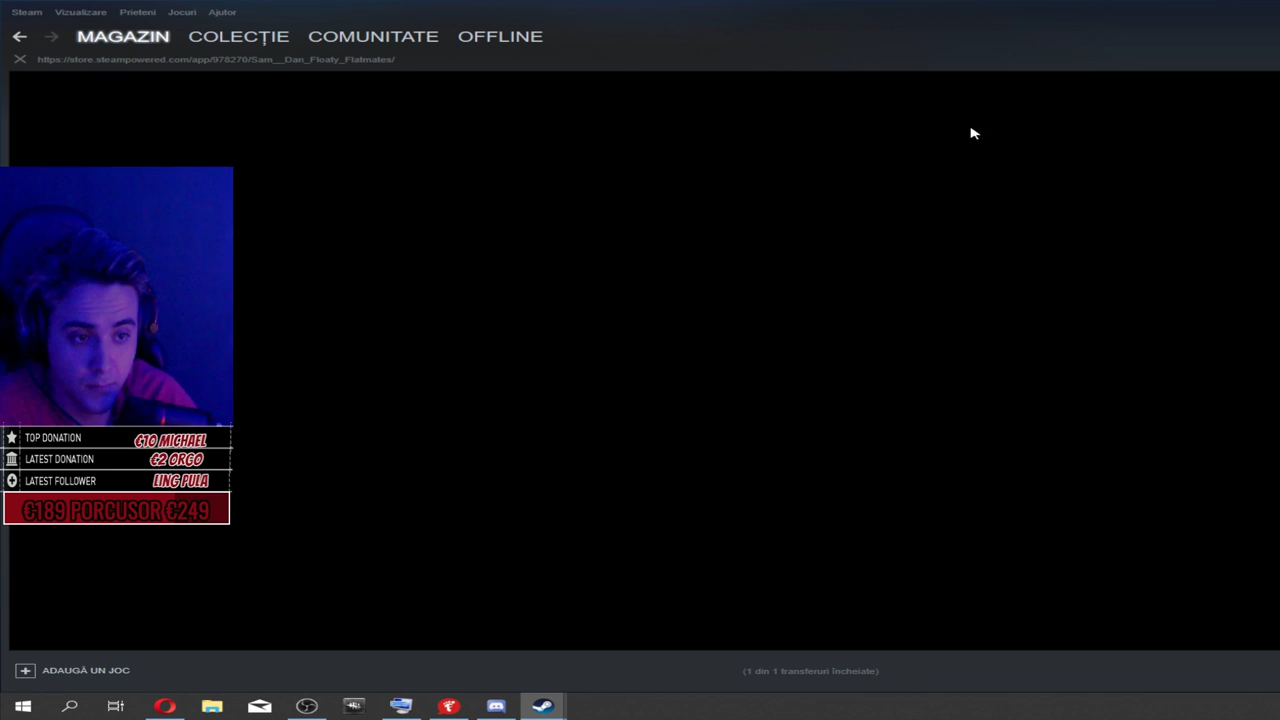 Steam Vizualizare Prieteni Jocuri Ajutor
MAGAZIN COLECȚIE COMUNITATE OFFLINE
https://store.steampowered.com/app/978270/Sam__Dan_Floaty_Flatmates/
TOP DONATION €10 MICHAEL
LATEST DONATION €2 ORGO
LATEST FOLLOWER LING PULA
€189 PORCUSOR €249
ADAUGĂ UN JOC
(1 din 1 transferuri încheiate)